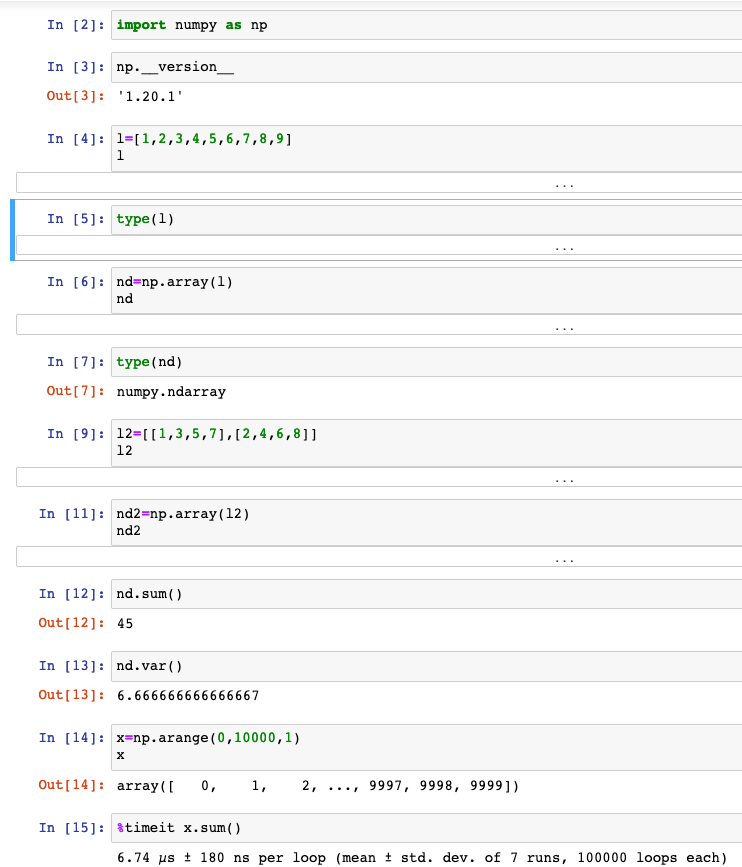 In [2]: import numpy as np
In [3]: np.__version__
Out[3]: '1.20.1'
In [4]: l=[1,2,3,4,5,6,7,8,9]
l
...
In [5]: type(l)
...
In [6]: nd=np.array(l)
nd
...
In [7]: type(nd)
Out[7]: numpy.ndarray
In [9]: l2=[[1,3,5,7],[2,4,6,8]]
l2
...
In [11]: nd2=np.array(l2)
nd2
...
In [12]: nd.sum()
Out[12]: 45
In [13]: nd.var()
Out[13]: 6.666666666666667
In [14]: x=np.arange(0,10000,1)
x
Out[14]: array([   0,    1,    2, ..., 9997, 9998, 9999])
In [15]: %timeit x.sum()
6.74 µs ± 180 ns per loop (mean ± std. dev. of 7 runs, 100000 loops each)